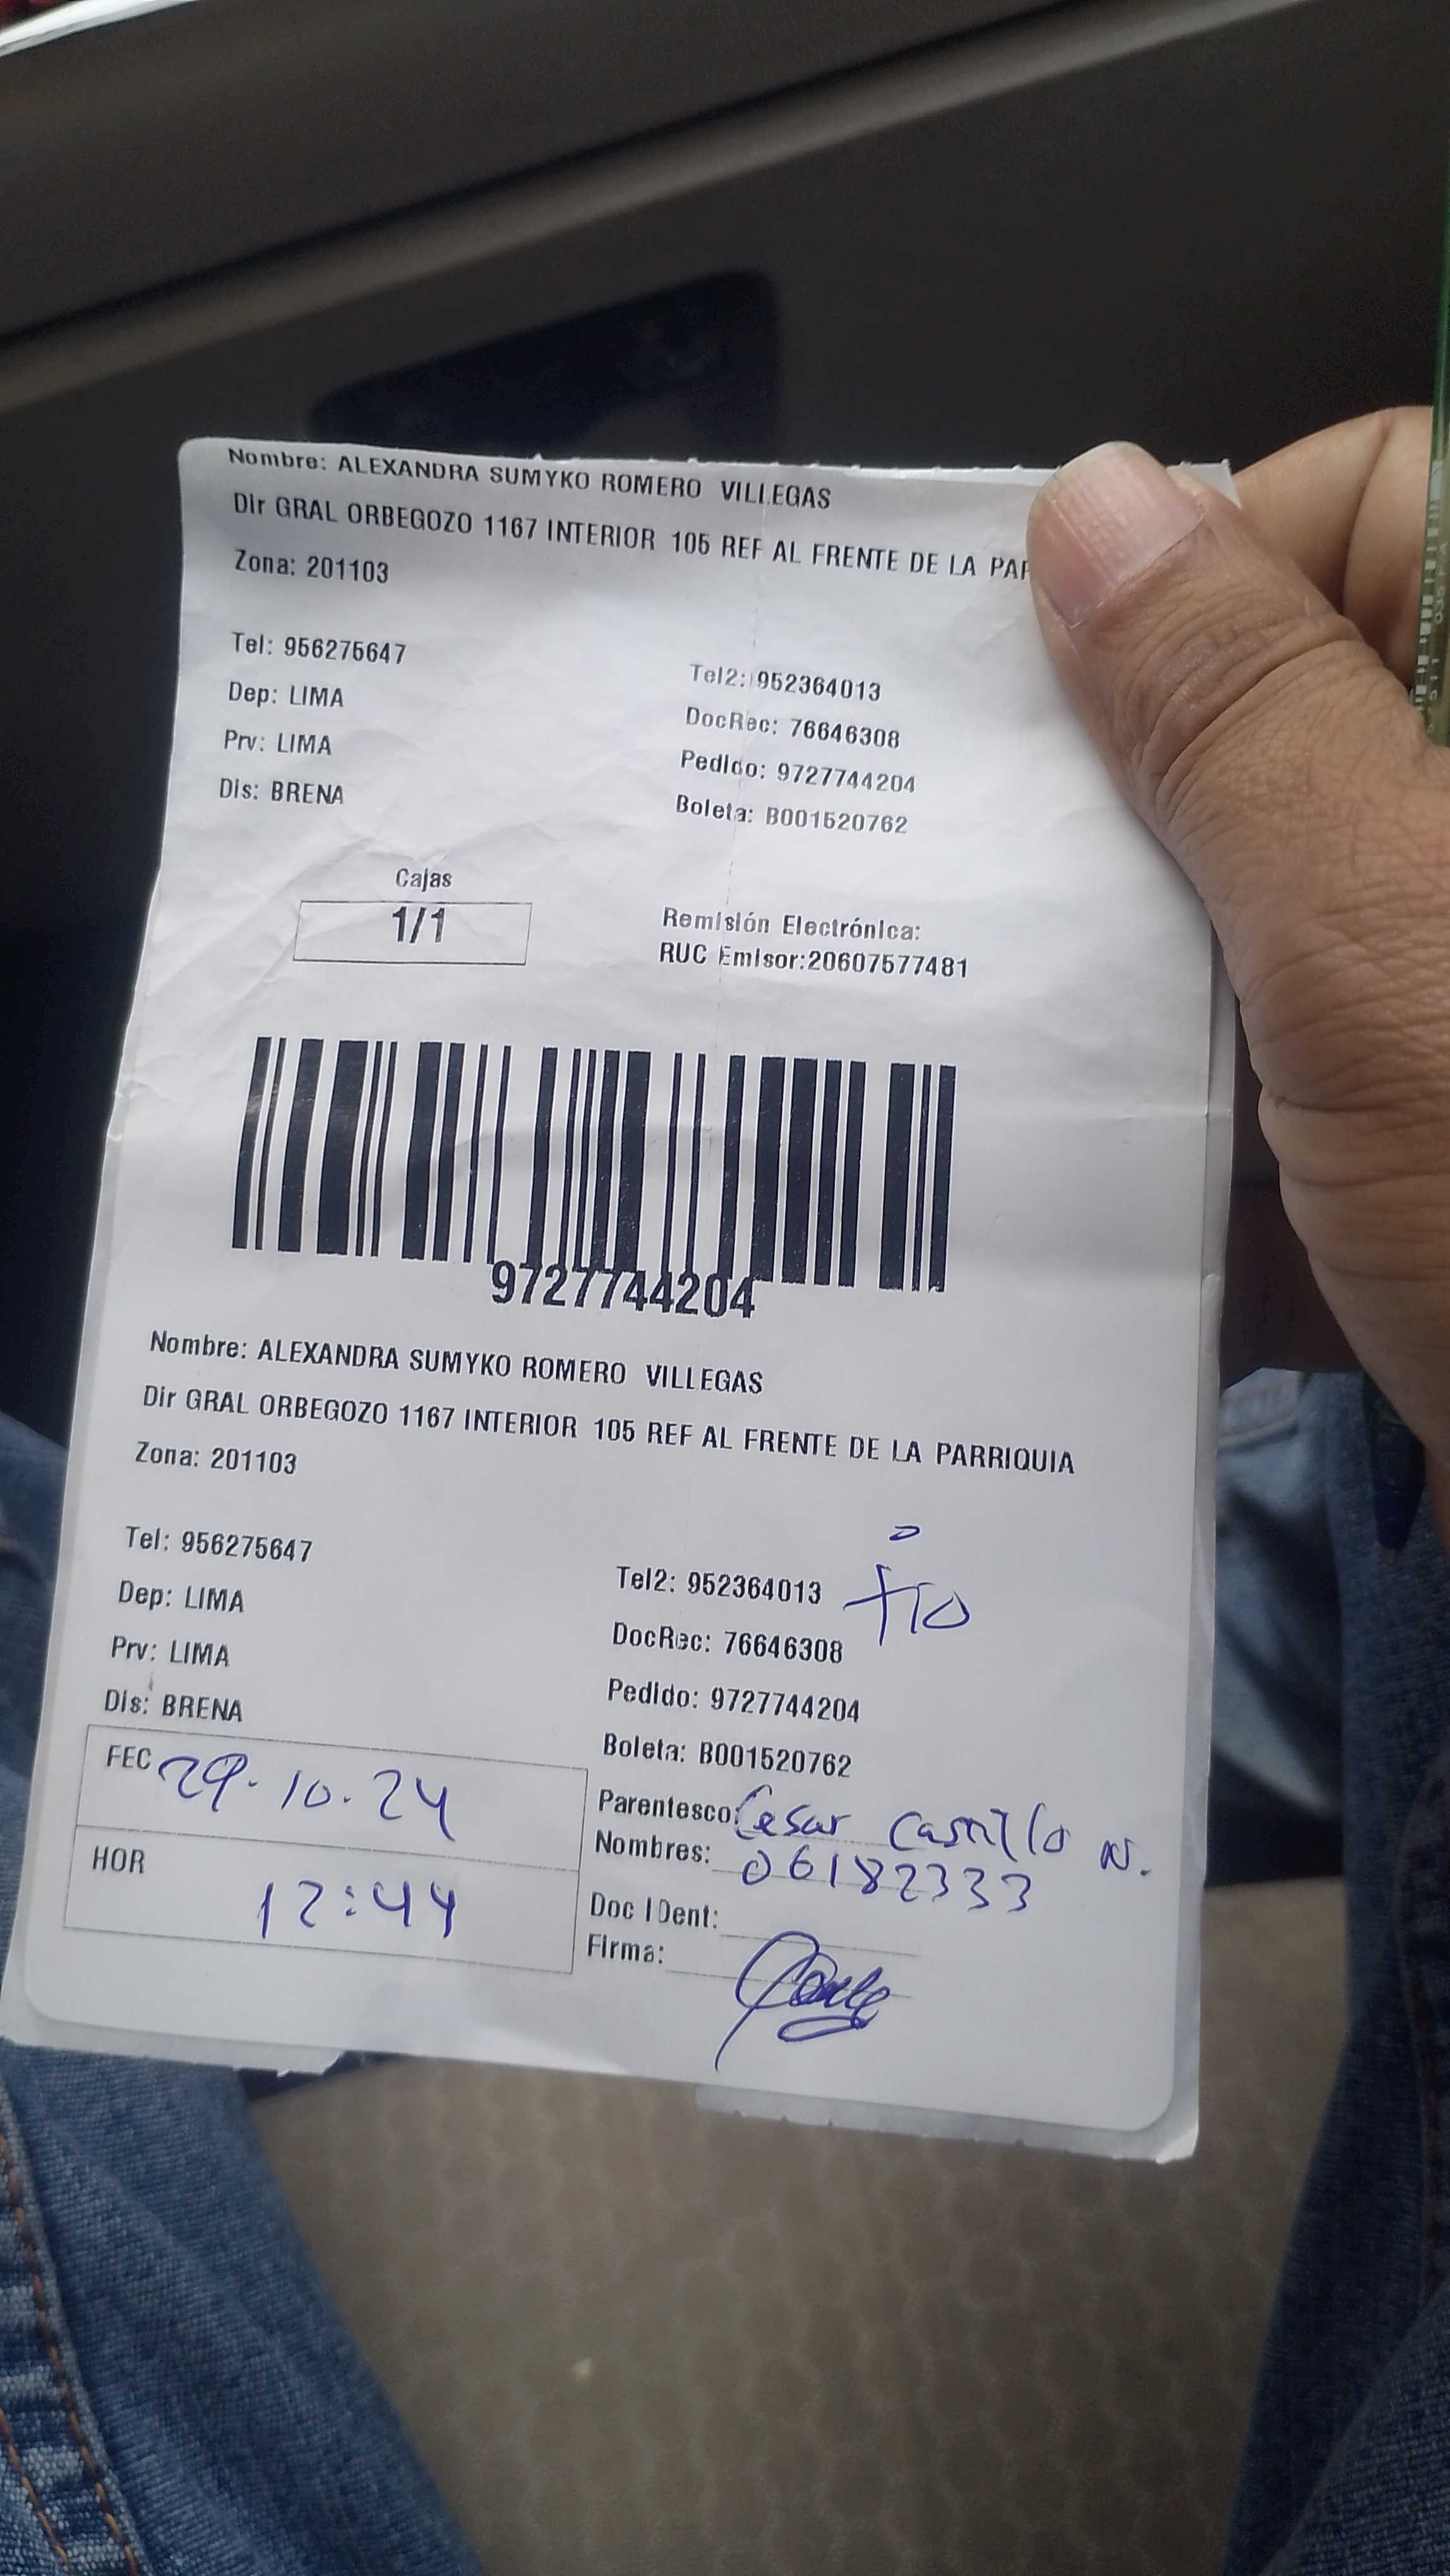 Nombre: ALEXANDRA SUMYKO ROMERO VILLEGAS
Dir GRAL ORBEGOZO 1167 INTERIOR 105 REF AL FRENTE DE LA PAR
Zona: 201103
Tel: 956275647
Tel2: 952364013
Dep: LIMA
DocRec: 76646308
Prv: LIMA
Pedido: 9727744204
Dis: BRENA
Boleta: B001520762
Cajas
1/1
Remisión Electrónica:
RUC Emisor:20607577481
9727744204
Nombre: ALEXANDRA SUMYKO ROMERO VILLEGAS
Dir GRAL ORBEGOZO 1167 INTERIOR 105 REF AL FRENTE DE LA PARRIQUIA
Zona: 201103
Tel: 956275647
Tel2: 952364013 tio
Dep: LIMA
DocRec: 76646308
Prv: LIMA
Pedido: 9727744204
Dis: BRENA
Boleta: B001520762
FEC 29.10.24
Parentesco: Cesar Castillo N.
Nombres: 06182333
HOR 12:44
Doc IDent:
Firma: